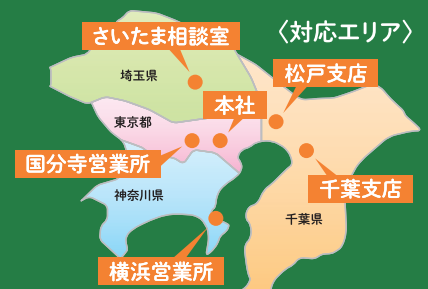 〈対応エリア〉
さいたま相談室
埼玉県
松戸支店
本社
東京都
国分寺営業所
千葉支店
神奈川県
千葉県
横浜営業所